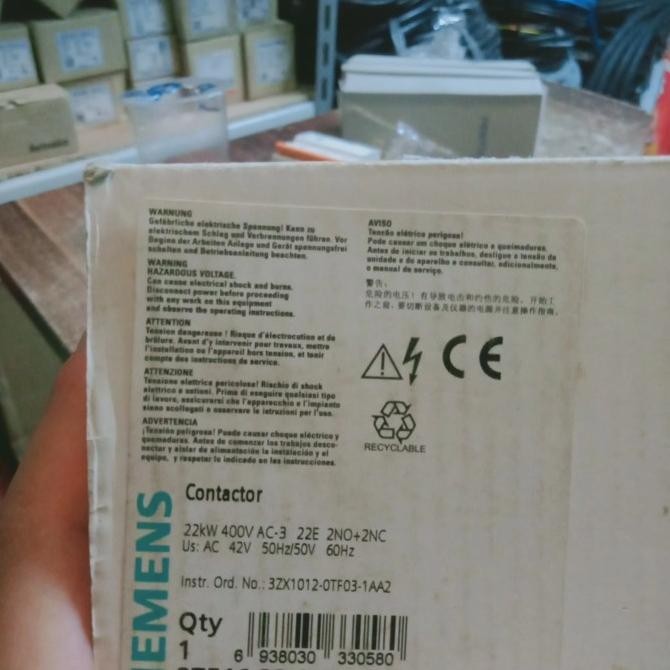 WARNUNG
Gefährliche elektrische Spannung! Kann zu
elektrischem Schlag und Verbrennungen führen. Vor
Beginn der Arbeiten Anlage und Gerät spannungsfrei
schalten und Betriebsanleitung beachten.
WARNING
HAZARDOUS VOLTAGE.
Can cause electrical shock and burns.
Disconnect power before proceeding
with any work on this equipment
and observe the operating instructions.
ATTENTION
Tension dangereuse! Risque d'électrocution et de
brûlure. Avant d'y intervenir pour travaux, mettre
l'installation ou l'appareil hors tension, et tenir
compte des instructions de service.
ATTENZIONE
Tensione elettrica pericolosa! Rischio di shock
elettrico e ustioni. Prima di eseguire qualsiasi tipo
di lavoro, assicurarsi che l'apparecchio e l'impianto
siano scollegati e osservare le istruzioni per l'uso.
ADVERTENCIA
¡Tensión peligrosa! Puede causar choque eléctrico y
quemaduras. Antes de comenzar los trabajos desco-
nectar y aislar de alimentación la instalación y el
equipo, y respetar lo indicado en las instrucciones.
AVISO
Tensão elétrica perigosa!
Pode causar um choque elétrico e queimaduras.
Antes de iniciar os trabalhos, desligue a tensão da
unidade e do aparelho e consultar, adicionalmente,
o manual de serviço.
警告:
危险的电压! 有导致电击和灼伤的危险。开始工
作之前, 要切断设备及仪器的电源并注意操作指南。
CE
RECYCLABLE
EMENS
Contactor
22kW 400V AC-3 22E 2NO+2NC
Us: AC 42V 50Hz/50V 60Hz
Instr. Ord. No.: 3ZX1012-0TF03-1AA2
Qty
1
6 938030 330580